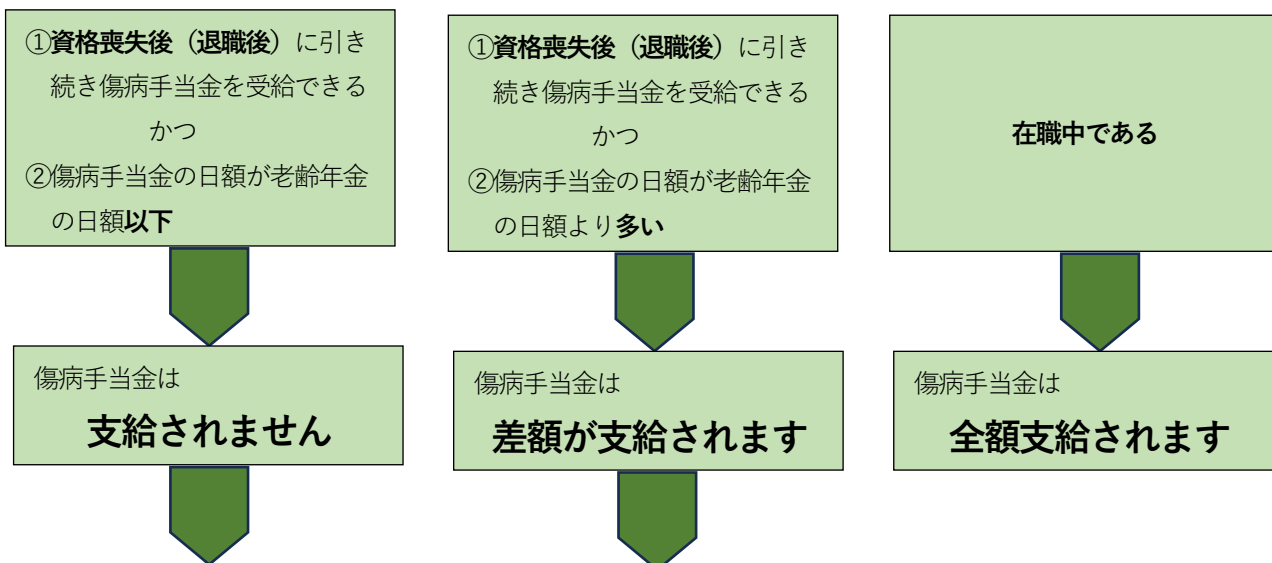 ①資格喪失後（退職後）に引き
続き傷病手当金を受給できる
かつ
②傷病手当金の日額が老齢年金
の日額以下
傷病手当金は
支給されません
①資格喪失後（退職後）に引き
続き傷病手当金を受給できる
かつ
②傷病手当金の日額が老齢年金
の日額より多い
傷病手当金は
差額が支給されます
在職中である
傷病手当金は
全額支給されます